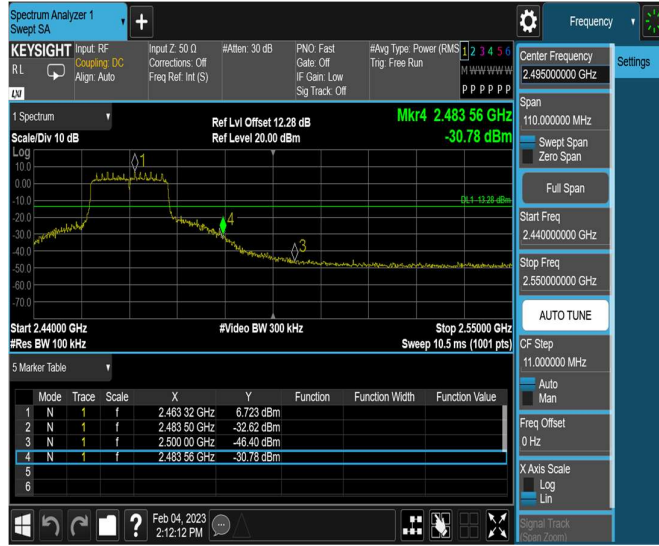 Spectrum Analyzer 1
Swept SA
Frequency
KEYSIGHT
RL
LXI
Input: RF
Coupling: DC
Align: Auto
Input Z: 50 Ω
Corrections: Off
Freq Ref: Int (S)
#Atten: 30 dB
PNO: Fast
Gate: Off
IF Gain: Low
Sig Track: Off
#Avg Type: Power (RMS
Trig: Free Run
1 2 3 4 5 6
M W W W W W
P P P P P P
Center Frequency
2.495000000 GHz
Settings
Span
110.000000 MHz
Swept Span
Zero Span
Full Span
Start Freq
2.440000000 GHz
Stop Freq
2.550000000 GHz
AUTO TUNE
CF Step
11.000000 MHz
Auto
Man
Freq Offset
0 Hz
X Axis Scale
Log
Lin
Signal Track
(Span Zoom)
1 Spectrum
Scale/Div 10 dB
Ref Lvl Offset 12.28 dB
Ref Level 20.00 dBm
Mkr4 2.483 56 GHz
-30.78 dBm
Log
10.0
0.00
-10.0
-20.0
-30.0
-40.0
-50.0
-60.0
-70.0
1
4
3
DL1 -13.28 dBm
Start 2.44000 GHz
#Video BW 300 kHz
Stop 2.55000 GHz
#Res BW 100 kHz
Sweep 10.5 ms (1001 pts)
5 Marker Table
Mode Trace Scale X Y Function Function Width Function Value
1 N 1 f 2.463 32 GHz 6.723 dBm
2 N 1 f 2.483 50 GHz -32.62 dBm
3 N 1 f 2.500 00 GHz -46.40 dBm
4 N 1 f 2.483 56 GHz -30.78 dBm
5
6
Feb 04, 2023
2:12:12 PM